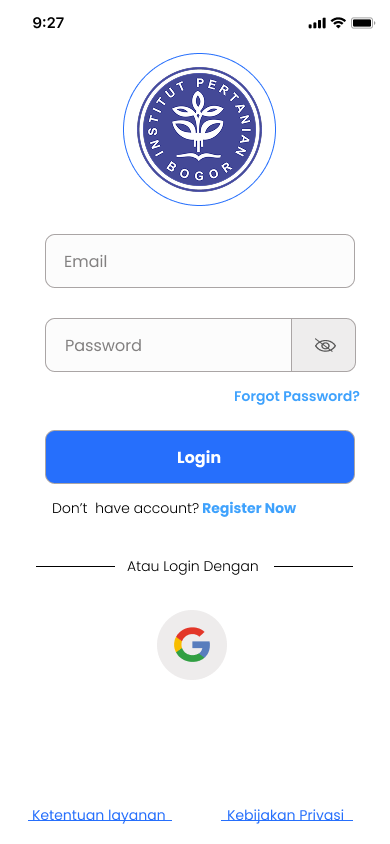 9:27
INSTITUT PERTANIAN
BOGOR
Email
Password
Forgot Password?
Login
Don’t  have account? Register Now
Atau Login Dengan
Ketentuan layanan
Kebijakan Privasi